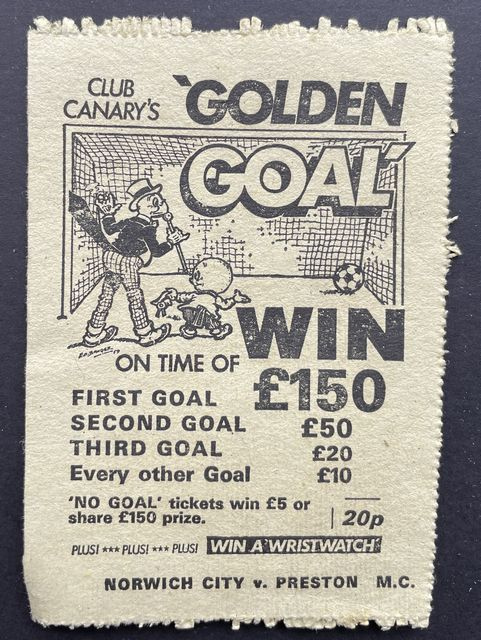 CLUB CANARY'S
'GOLDEN GOAL'
WIN
ON TIME OF
FIRST GOAL £150
SECOND GOAL £50
THIRD GOAL £20
Every other Goal £10
'NO GOAL' tickets win £5 or
share £150 prize.
20p
PLUS! *** PLUS! *** PLUS! WIN A WRISTWATCH!
NORWICH CITY v. PRESTON M.C.